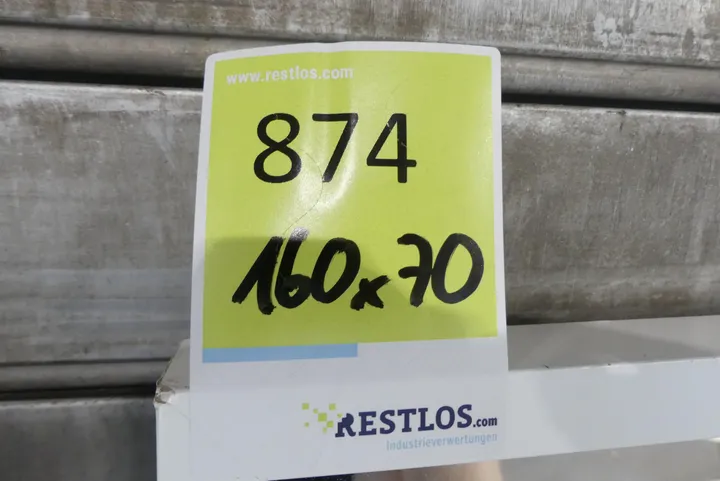 www.restlos.com
874
160x70
RESTLOS.com
Industrieverwertungen